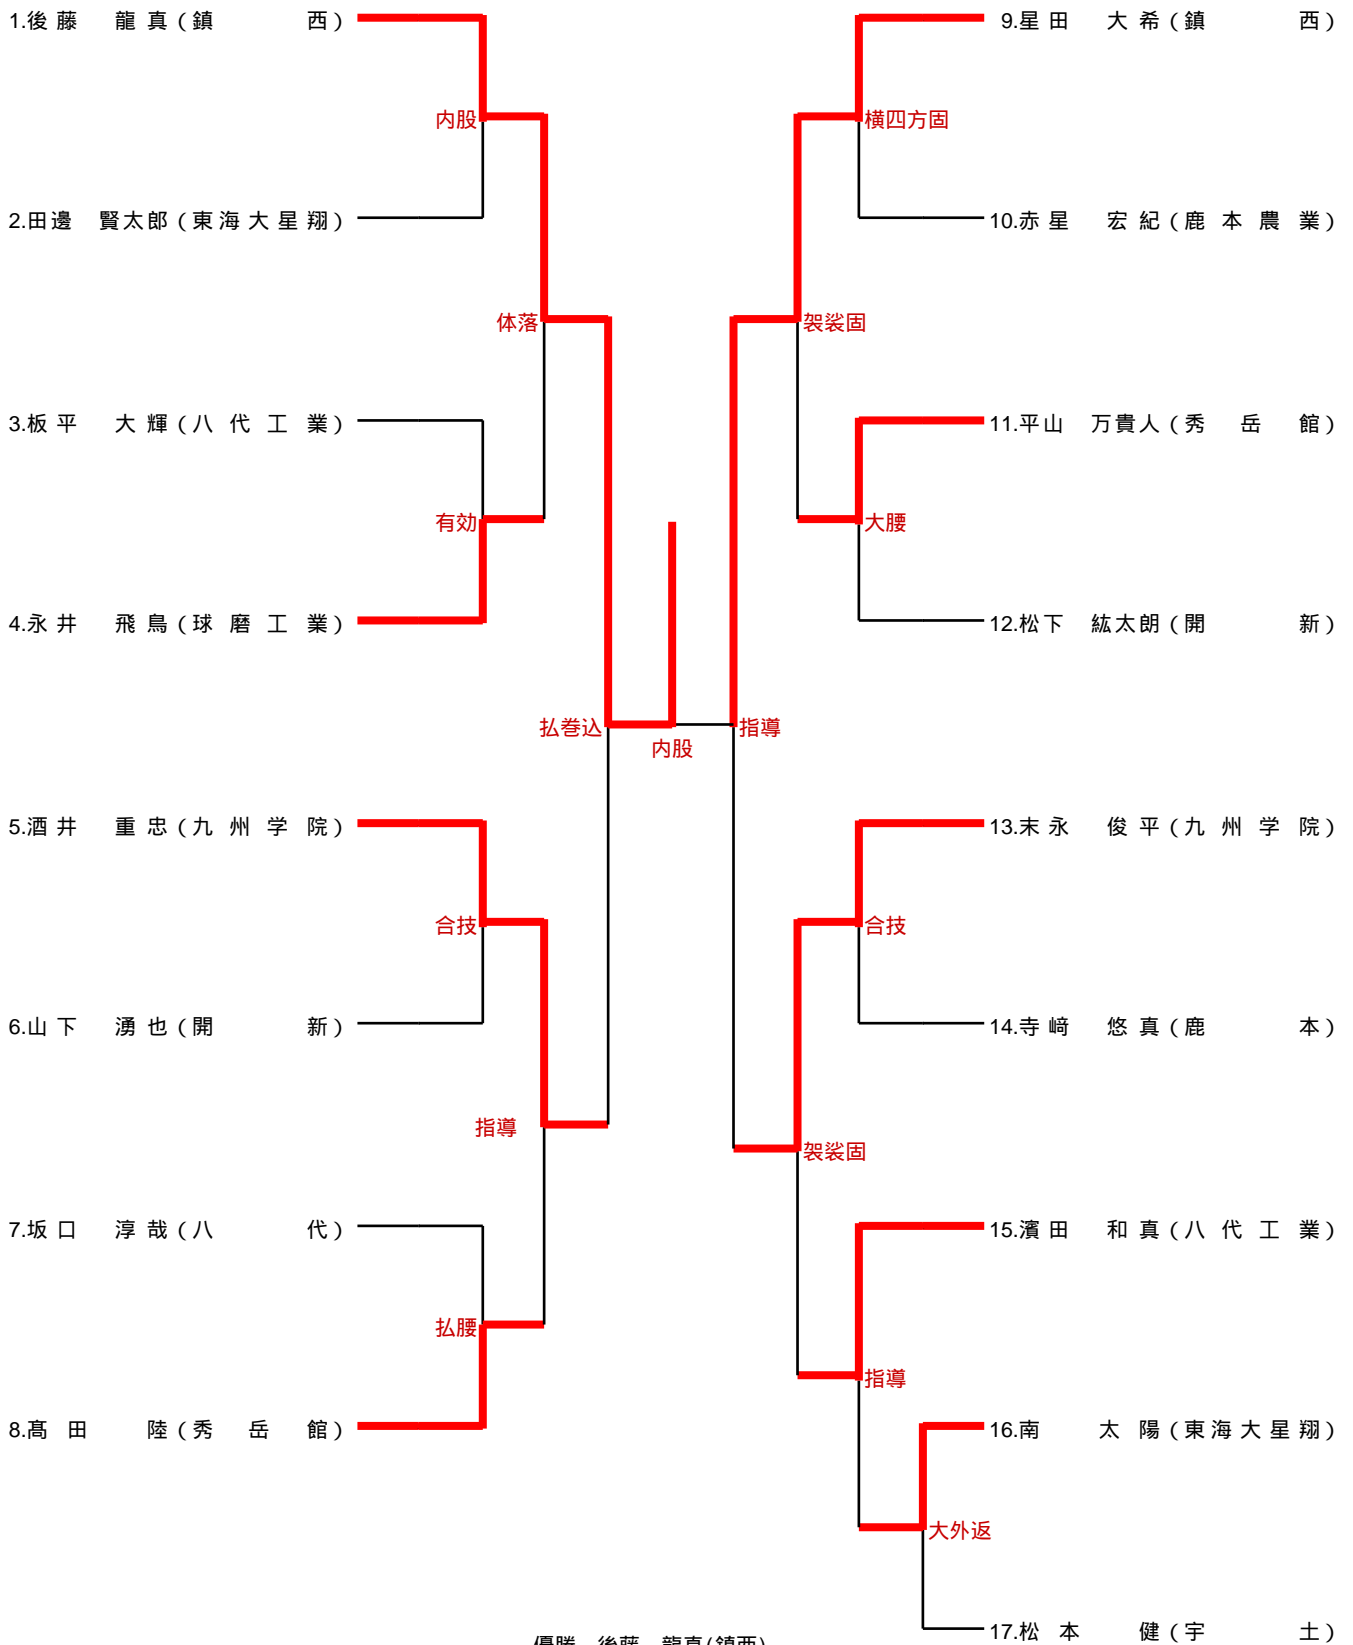 1.後藤 龍真(鎮西)
内股
2.田邊 賢太郎(東海大星翔)
体落
3.板平 大輝(八代工業)
有効
4.永井 飛鳥(球磨工業)
払巻込
5.酒井 重忠(九州学院)
合技
6.山下 湧也(開新)
指導
7.坂口 淳哉(八代)
払腰
8.髙田 陸(秀岳館)
内股
9.星田 大希(鎮西)
横四方固
10.赤星 宏紀(鹿本農業)
袈裟固
11.平山 万貴人(秀岳館)
大腰
12.松下 紘太朗(開新)
指導
13.末永 俊平(九州学院)
合技
14.寺﨑 悠真(鹿本)
袈裟固
15.濱田 和真(八代工業)
指導
16.南 太陽(東海大星翔)
大外返
17.松本 健(宇土)
優勝 後藤 龍真(鎮西)